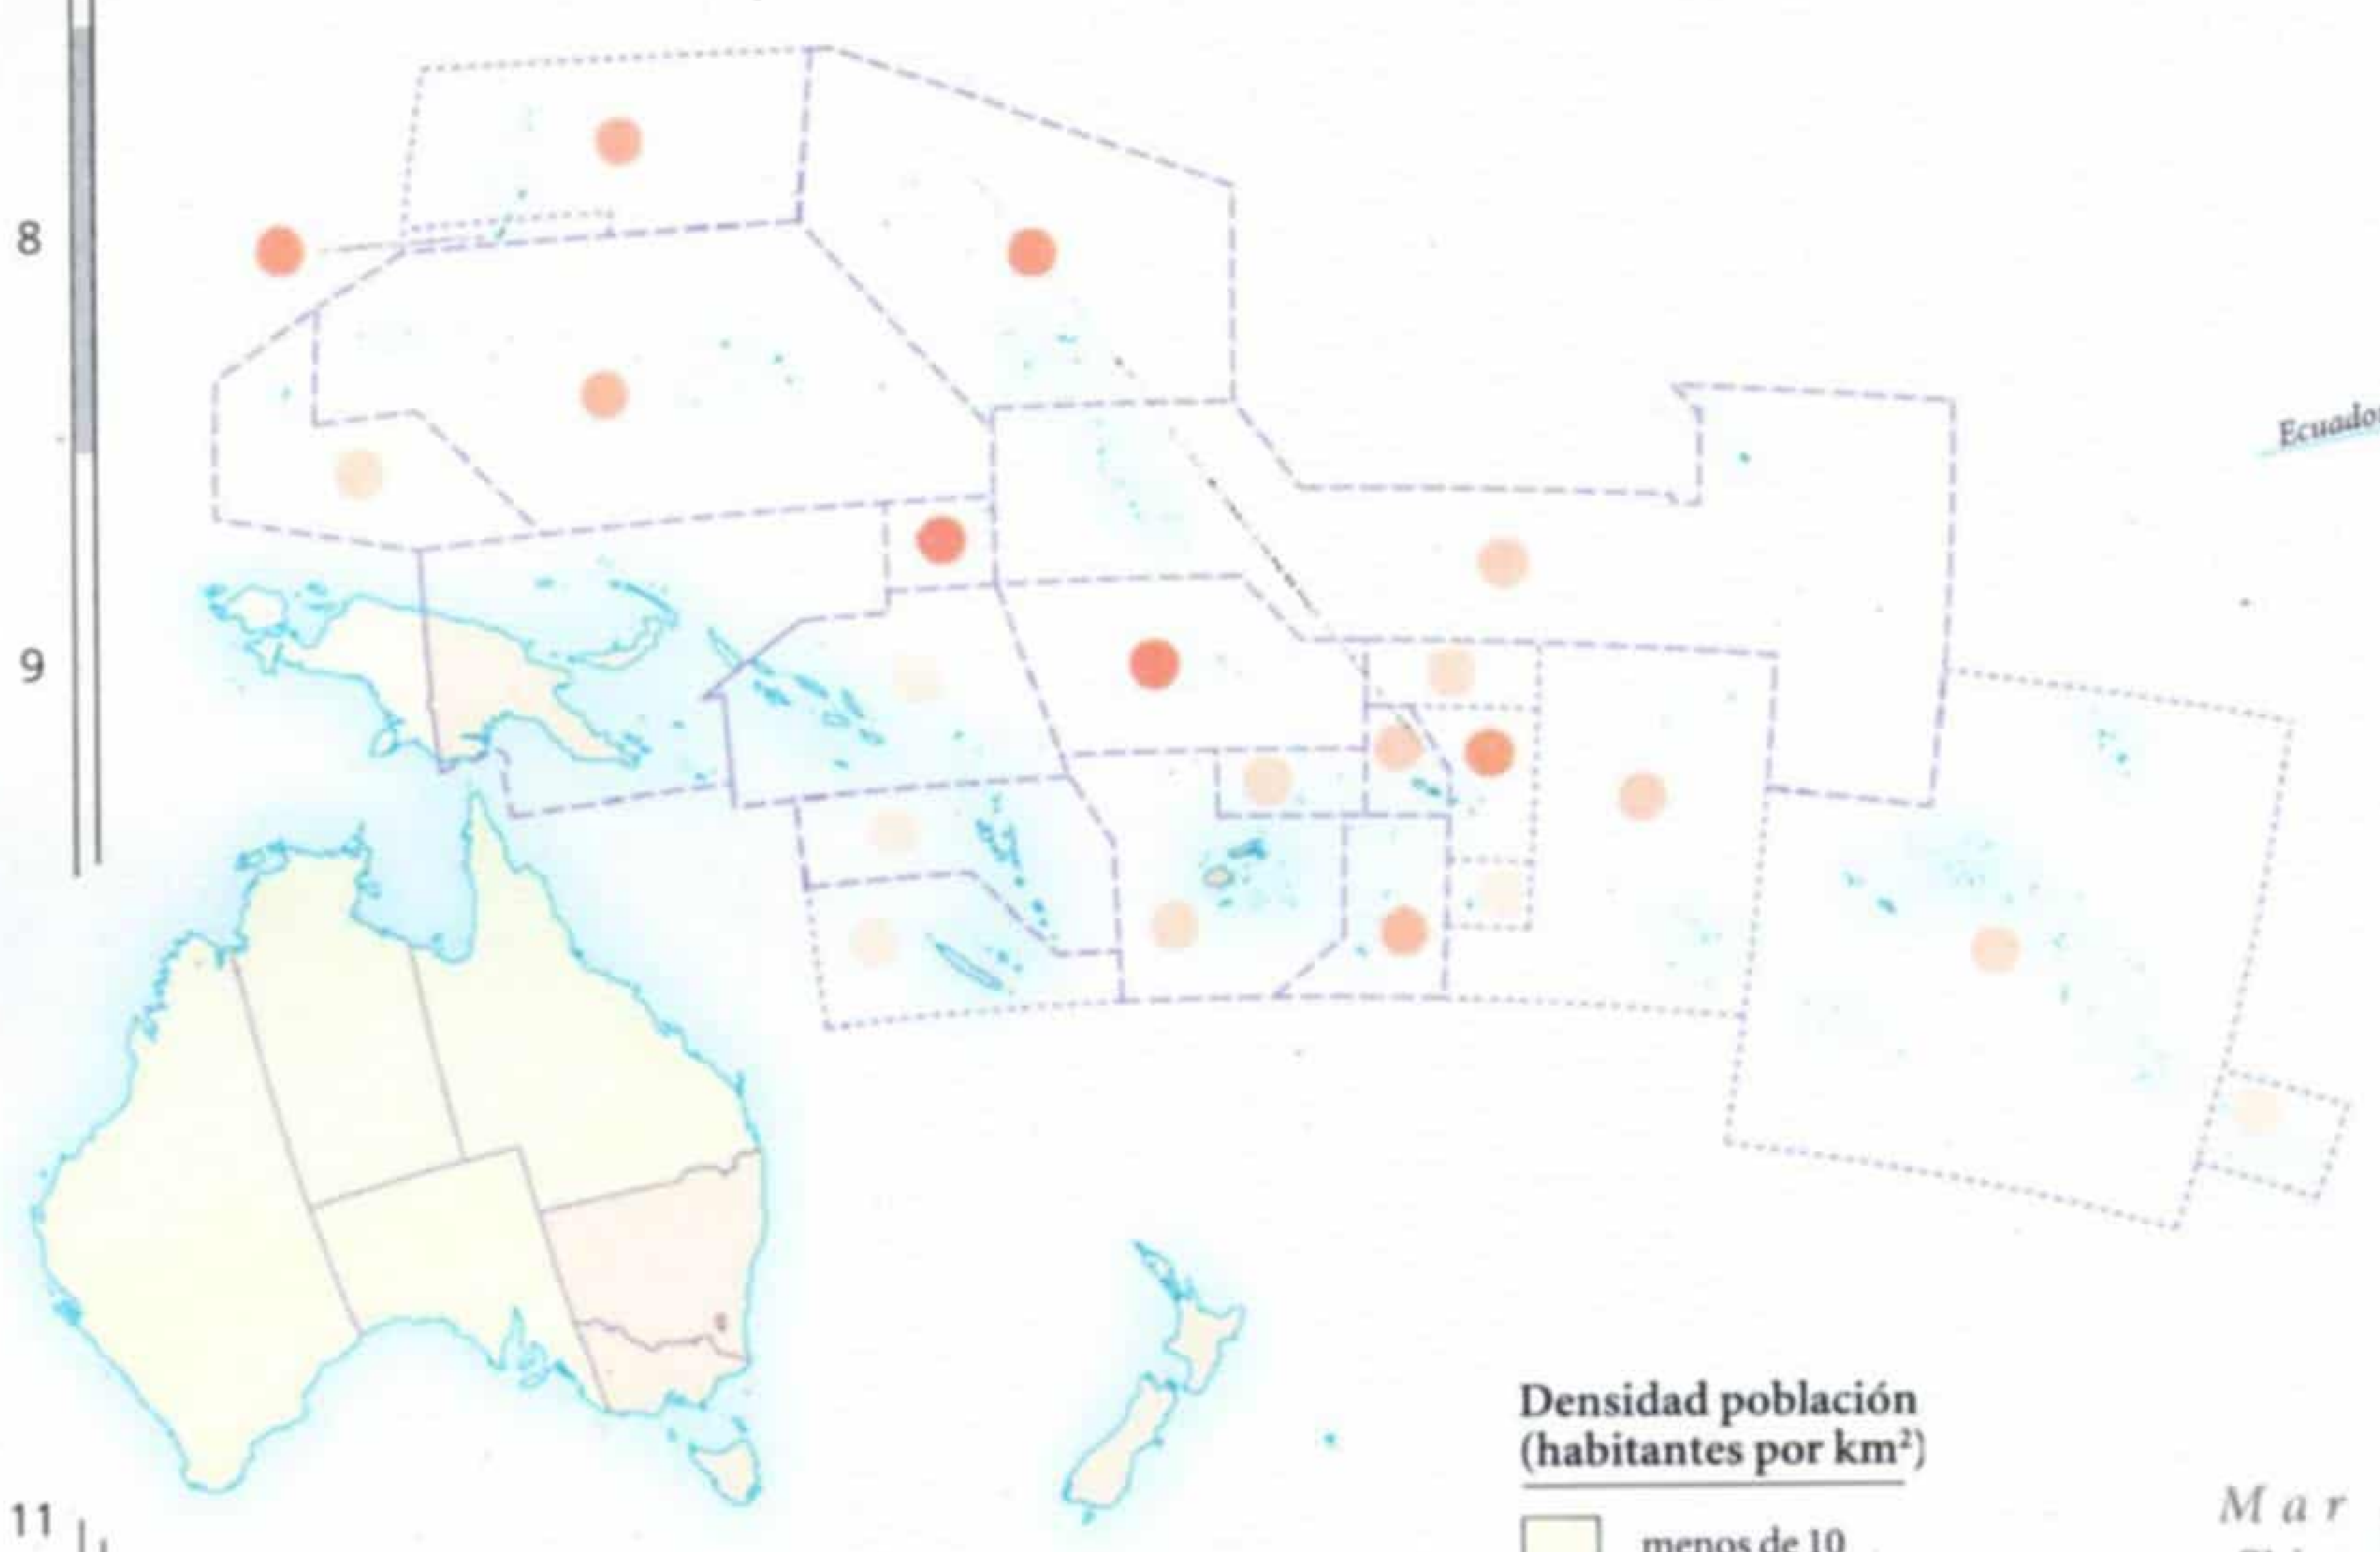 8
Ecuador
9
Densidad población
(habitantes por km²)
11
Mar
menos de 10